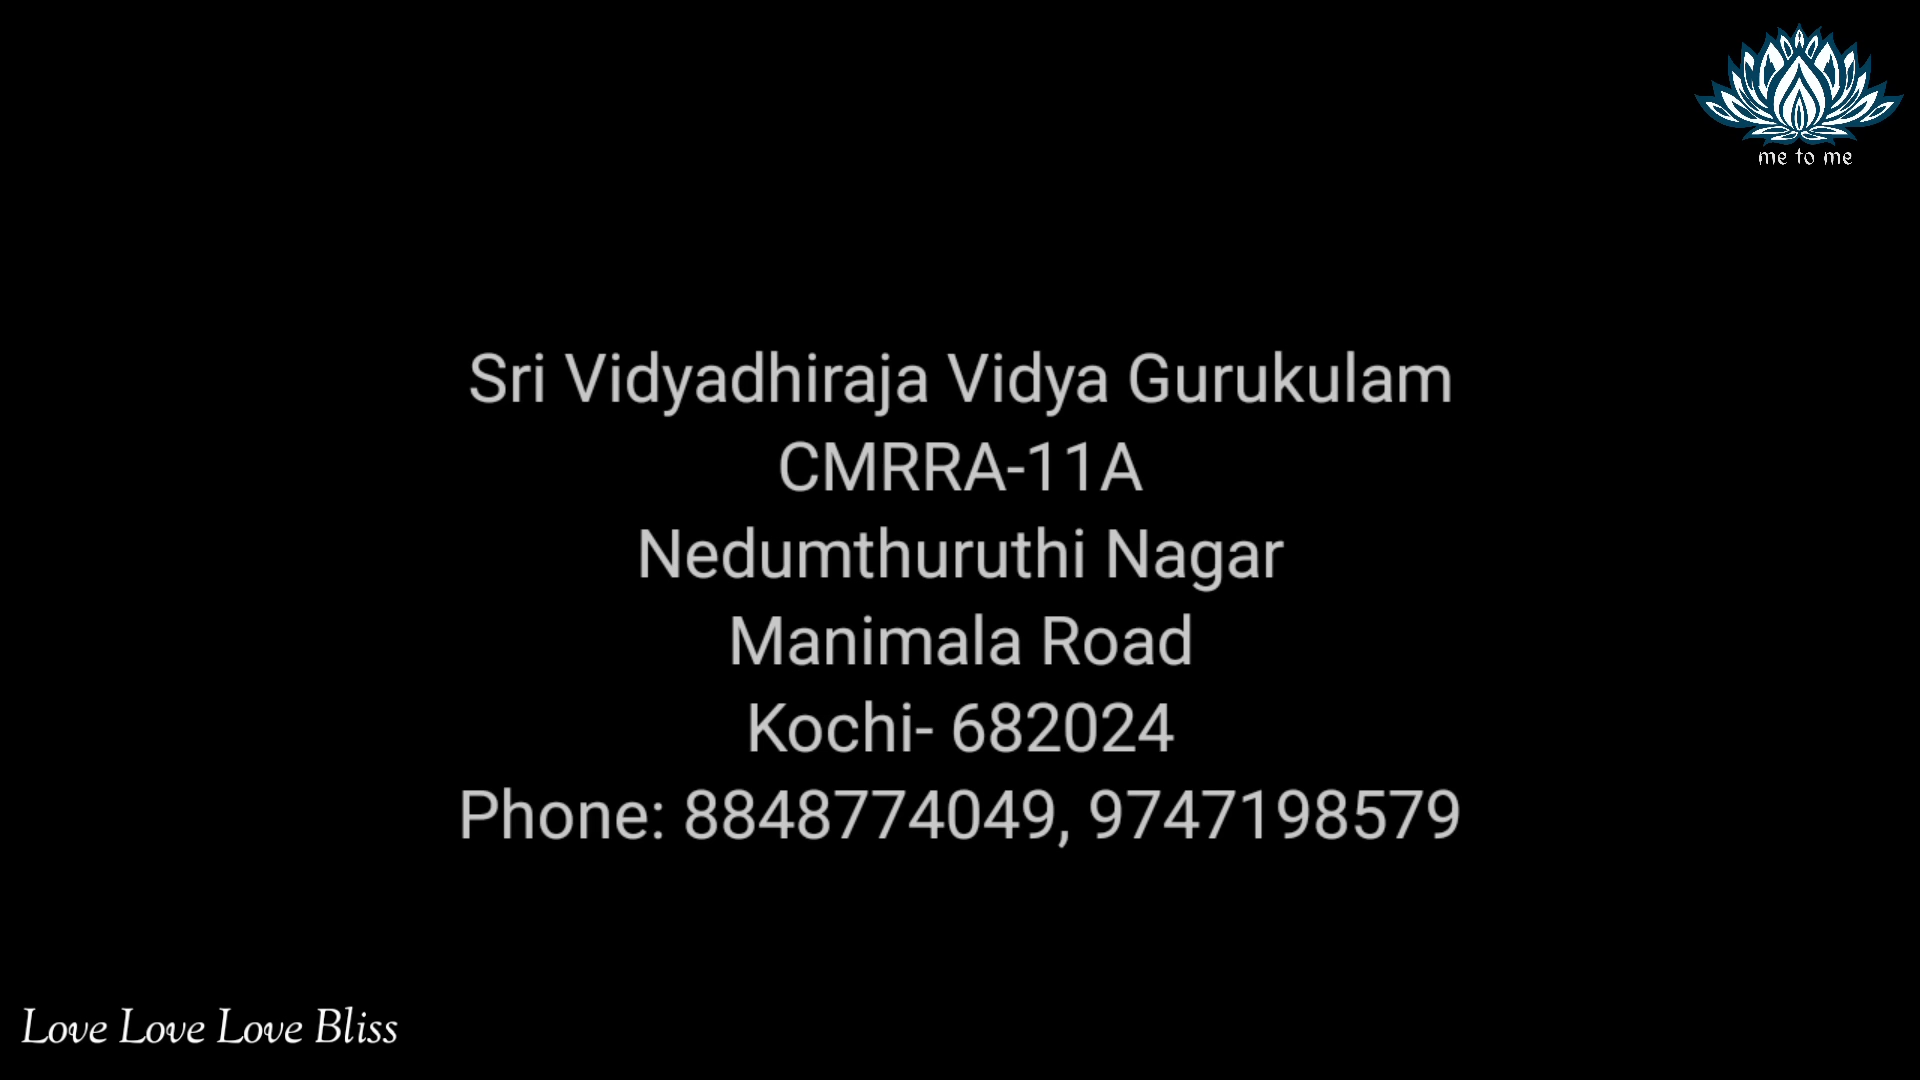 me to me
Sri Vidyadhiraja Vidya Gurukulam
CMRRA-11A
Nedumthuruthi Nagar
Manimala Road
Kochi- 682024
Phone: 8848774049, 9747198579
Love Love Love Bliss